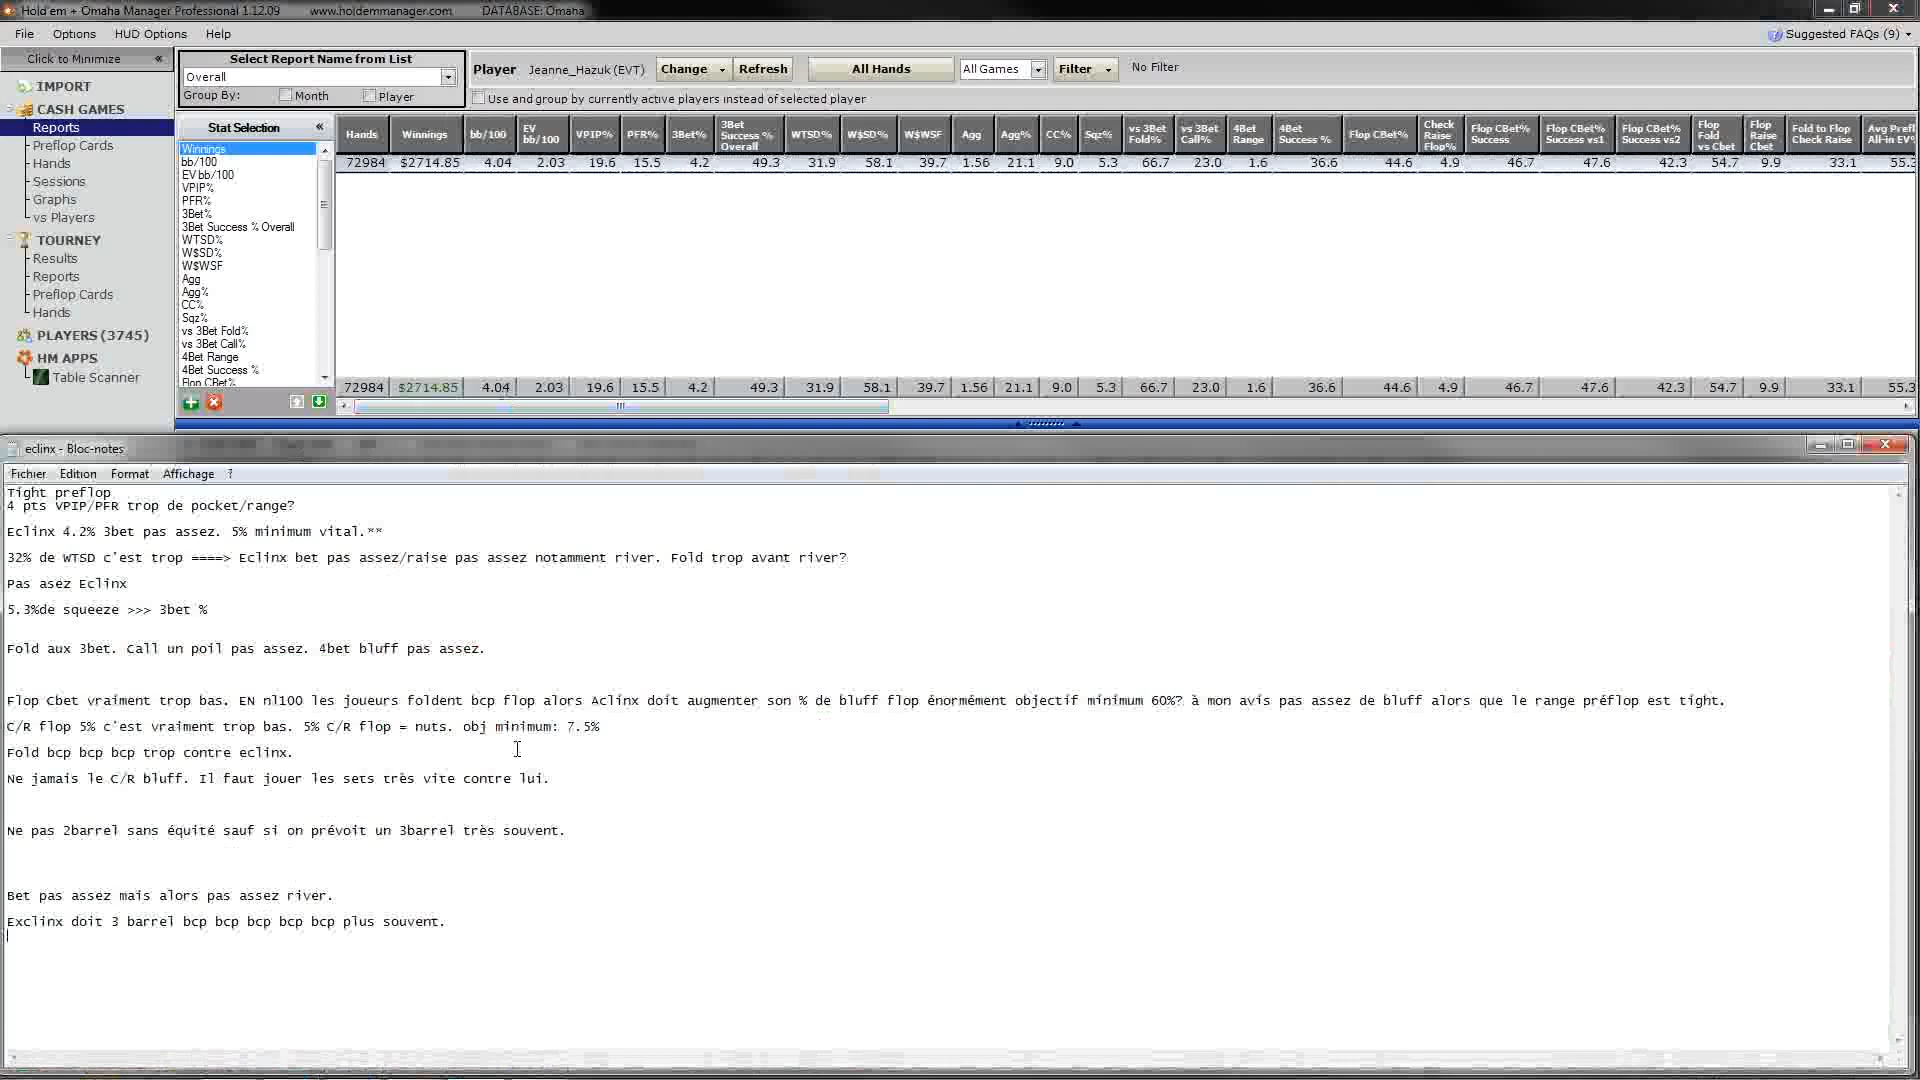 Hold'em + Omaha Manager Professional 1.12.09 www.holdemmanager.com DATABASE: Omaha
File Options HUD Options Help
Suggested FAQs (9)
Click to Minimize «
IMPORT
CASH GAMES
Reports
Preflop Cards
Hands
Sessions
Graphs
vs Players
TOURNEY
Results
Reports
Preflop Cards
Hands
PLAYERS (3745)
HM APPS
Table Scanner
Select Report Name from List
Overall
Group By: Month Player
Player Jeanne_Hazuk (EVT) Change Refresh All Hands All Games Filter No Filter
Use and group by currently active players instead of selected player
Stat Selection «
Winnings
bb/100
EV bb/100
VPIP%
PFR%
3Bet%
3Bet Success % Overall
WTSD%
W$SD%
W$WSF
Agg
Agg%
CC%
Sqz%
vs 3Bet Fold%
vs 3Bet Call%
4Bet Range
4Bet Success %
Flop CBet%
Hands Winnings bb/100 EV bb/100 VPIP% PFR% 3Bet% 3Bet Success % Overall WTSD% W$SD% W$WSF Agg Agg% CC% Sqz% vs 3Bet Fold% vs 3Bet Call% 4Bet Range 4Bet Success % Flop CBet% Check Raise Flop% Flop CBet% Success Flop CBet% Success vs1 Flop CBet% Success vs2 Flop Fold vs Cbet Flop Raise Cbet Fold to Flop Check Raise Avg Prefl All-in EV%
72984 $2714.85 4.04 2.03 19.6 15.5 4.2 49.3 31.9 58.1 39.7 1.56 21.1 9.0 5.3 66.7 23.0 1.6 36.6 44.6 4.9 46.7 47.6 42.3 54.7 9.9 33.1 55.3
72984 $2714.85 4.04 2.03 19.6 15.5 4.2 49.3 31.9 58.1 39.7 1.56 21.1 9.0 5.3 66.7 23.0 1.6 36.6 44.6 4.9 46.7 47.6 42.3 54.7 9.9 33.1 55.3
eclinx - Bloc-notes
Fichier Edition Format Affichage ?
Tight preflop
4 pts VPIP/PFR trop de pocket/range?
Eclinx 4.2% 3bet pas assez. 5% minimum vital.**
32% de WTSD c'est trop ====> Eclinx bet pas assez/raise pas assez notamment river. Fold trop avant river?
Pas asez Eclinx
5.3%de squeeze >>> 3bet %
Fold aux 3bet. Call un poil pas assez. 4bet bluff pas assez.
Flop Cbet vraiment trop bas. EN nl100 les joueurs foldent bcp flop alors Aclinx doit augmenter son % de bluff flop énormément objectif minimum 60%? à mon avis pas assez de bluff alors que le range préflop est tight.
C/R flop 5% c'est vraiment trop bas. 5% C/R flop = nuts. obj minimum: 7.5%
Fold bcp bcp bcp trop contre eclinx.
Ne jamais le C/R bluff. Il faut jouer les sets très vite contre lui.
Ne pas 2barrel sans équité sauf si on prévoit un 3barrel très souvent.
Bet pas assez mais alors pas assez river.
Exclinx doit 3 barrel bcp bcp bcp bcp bcp plus souvent.